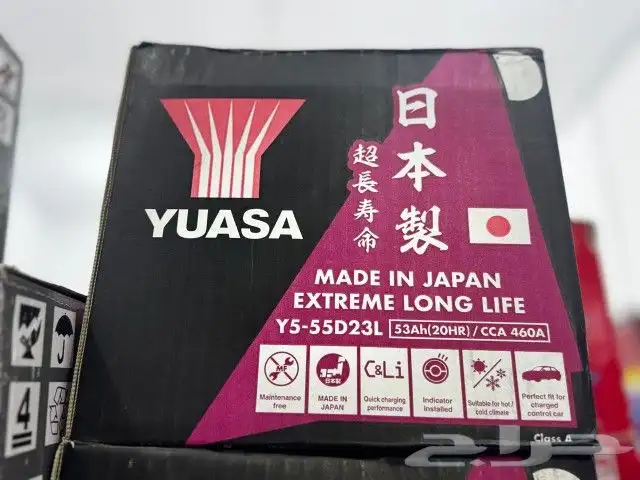 YUASA
日本製
超長寿命
MADE IN JAPAN
EXTREME LONG LIFE
Y5-55D23L 53Ah(20HR)/CCA 460A
MF
Maintenance
free
日本製
MADE IN
JAPAN
C&Li
Quick charging
performance
Indicator
Installed
Suitable for hot/
cold climate
Perfect fit for
charged
control car
Class A
حراج
4